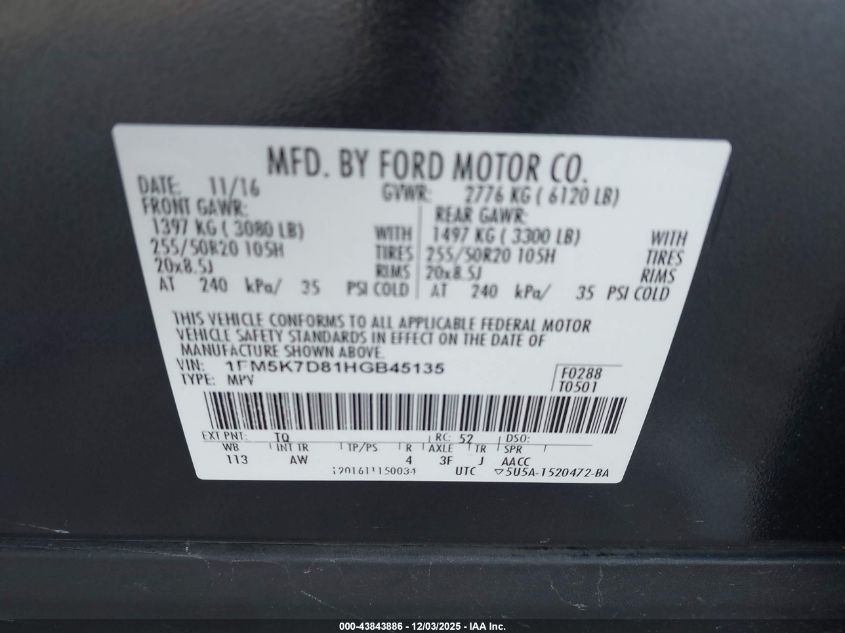 MFD. BY FORD MOTOR CO.
DATE: 11/16 GVWR: 2776 KG ( 6120 LB)
FRONT GAWR: REAR GAWR:
1397 KG ( 3080 LB) WITH 1497 KG ( 3300 LB) WITH
255/50R20 105H TIRES 255/50R20 105H TIRES
20x8.5J RIMS 20x8.5J RIMS
AT 240 kPa/ 35 PSI COLD AT 240 kPa/ 35 PSI COLD
THIS VEHICLE CONFORMS TO ALL APPLICABLE FEDERAL MOTOR
VEHICLE SAFETY STANDARDS IN EFFECT ON THE DATE OF
MANUFACTURE SHOWN ABOVE.
VIN: 1FM5K7D81HGB45135 F0288
TYPE: MPV T0501
EXT PNT: TQ RC: 52 DSO:
WB INT TR TP/PS R AXLE TR SPR
113 AW 4 3F J AACC
UTC ▽5U5A-1520472-BA
000-43843886 - 12/03/2025 - IAA Inc.